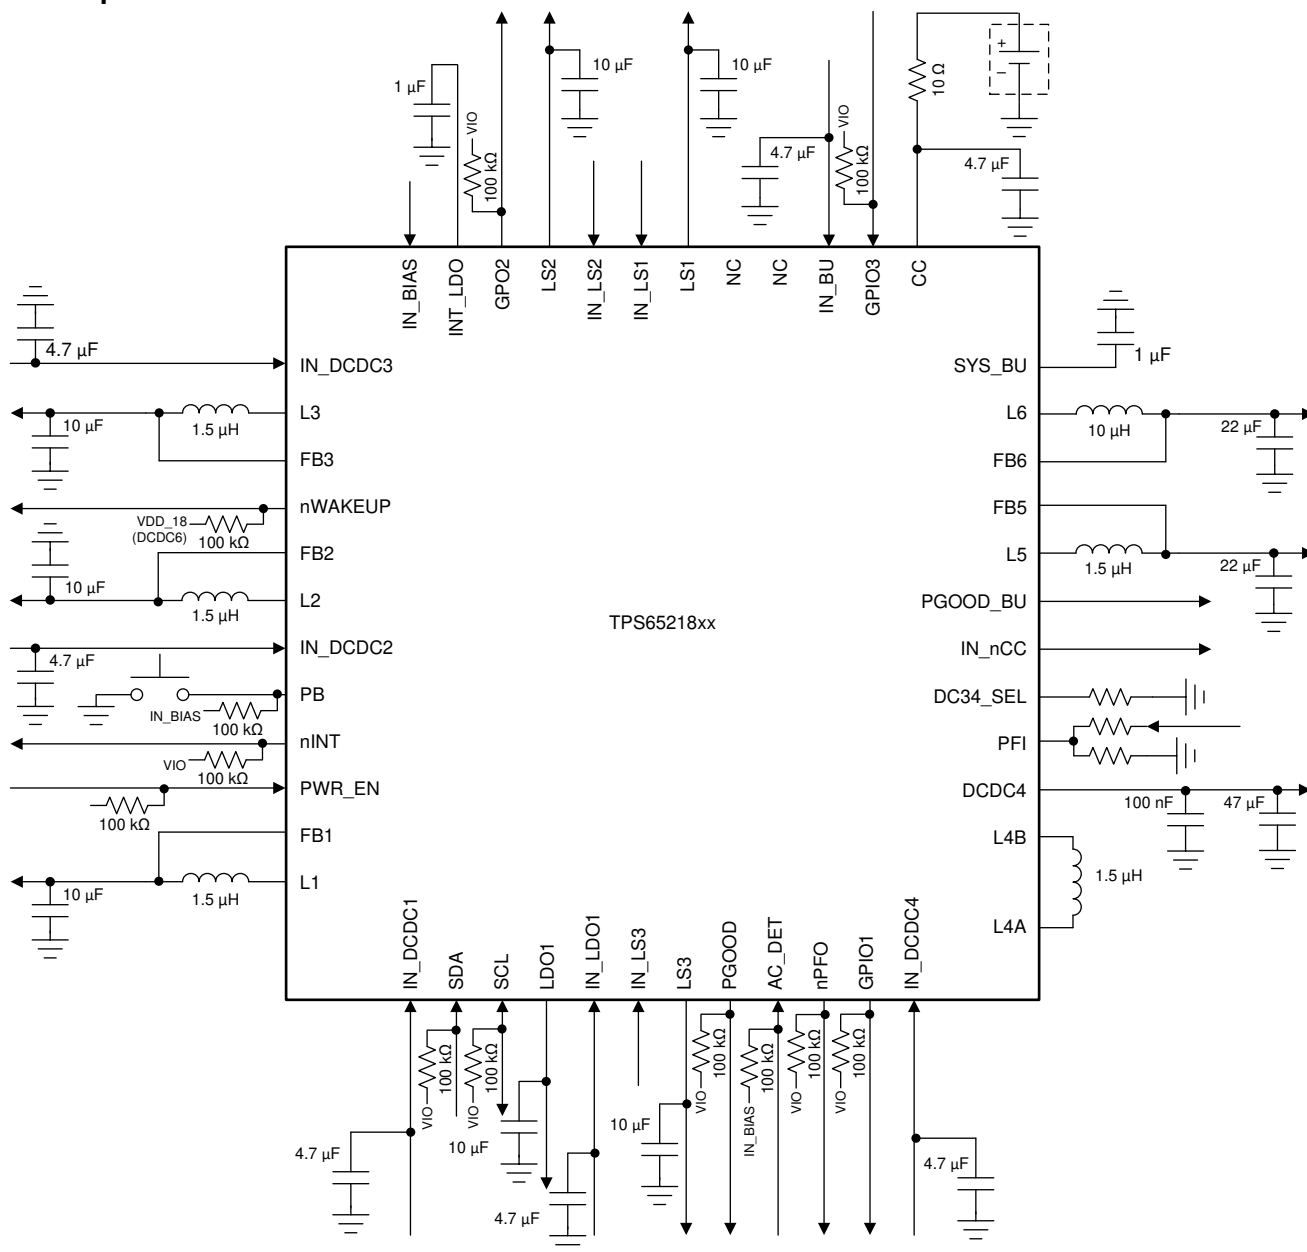 10 µF
10 µF
1 µF
VIO
100 kΩ
4.7 µF
VIO
100 kΩ
10 Ω
+
–
4.7 µF
IN_BIAS
INT_LDO
GPO2
LS2
IN_LS2
IN_LS1
LS1
NC
NC
IN_BU
GPIO3
CC
4.7 µF
IN_DCDC3
L3
10 µF
1.5 µH
FB3
nWAKEUP
VDD_18
(DCDC6)
100 kΩ
FB2
10 µF
L2
1.5 µH
IN_DCDC2
4.7 µF
PB
IN_BIAS
100 kΩ
nINT
VIO
100 kΩ
PWR_EN
100 kΩ
FB1
L1
10 µF
1.5 µH
TPS65218xx
SYS_BU
1 µF
L6
10 µH
22 µF
FB6
FB5
L5
1.5 µH
22 µF
PGOOD_BU
IN_nCC
DC34_SEL
PFI
DCDC4
100 nF
47 µF
L4B
1.5 µH
L4A
IN_DCDC1
SDA
SCL
LDO1
IN_LDO1
IN_LS3
LS3
PGOOD
AC_DET
nPFO
GPIO1
IN_DCDC4
100 kΩ
VIO
100 kΩ
VIO
100 kΩ
VIO
100 kΩ
IN_BIAS
100 kΩ
VIO
100 kΩ
VIO
4.7 µF
10 µF
4.7 µF
10 µF
4.7 µF